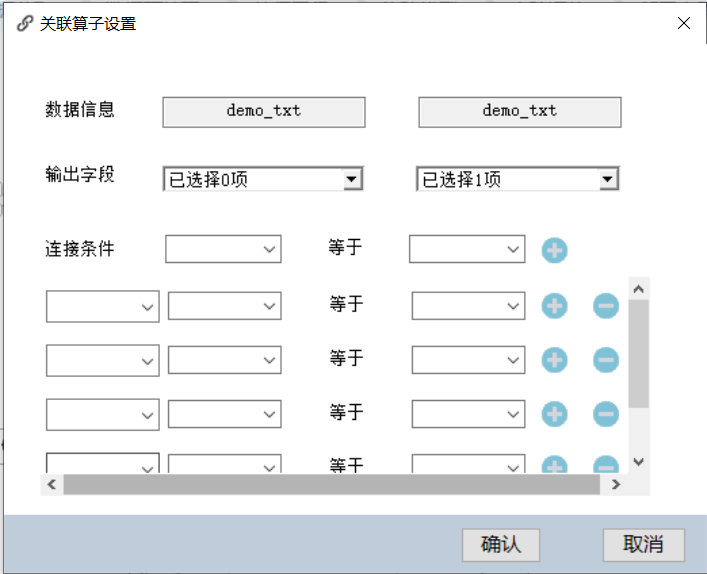 关联算子设置
数据信息 demo_txt demo_txt
输出字段 已选择0项 已选择1项
连接条件 等于
等于
等于
等于
等于
确认 取消